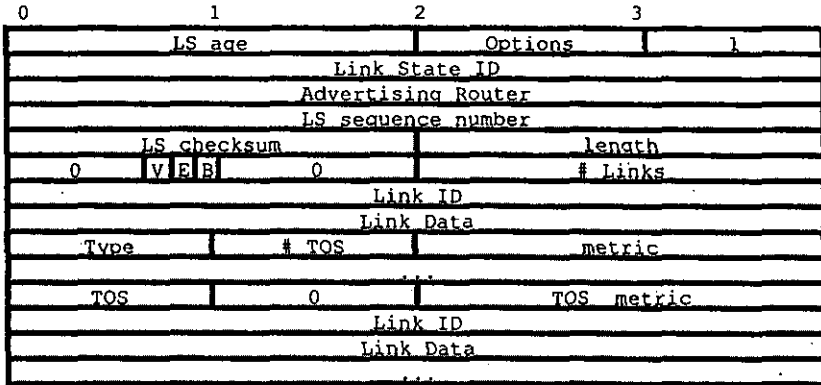 0 1 2 3
LS age Options 1
Link State ID
Advertising Router
LS sequence number
LS checksum length
0 V E B 0 # Links
Link ID
Link Data
Type # TOS metric
...
TOS 0 TOS metric
Link ID
Link Data
...